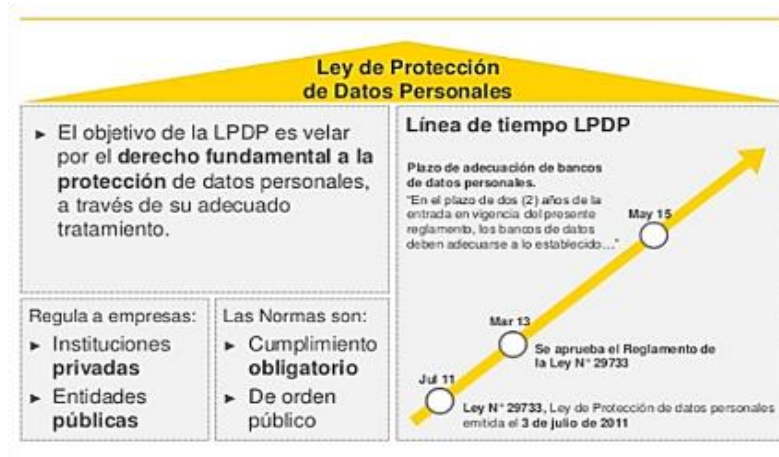 Ley de Protección
de Datos Personales
► El objetivo de la LPDP es velar
por el derecho fundamental a la
protección de datos personales,
a través de su adecuado
tratamiento.
Regula a empresas:
► Instituciones
privadas
► Entidades
públicas
Las Normas son:
► Cumplimiento
obligatorio
► De orden
público
Línea de tiempo LPDP
Plazo de adecuación de bancos
de datos personales.
"En el plazo de dos (2) años de la
entrada en vigencia del presente
reglamento, los bancos de datos
deben adecuarse a lo establecido..."
May 15
Mar 13
Se aprueba el Reglamento de
la Ley N° 29733
Jul 11
Ley N° 29733, Ley de Protección de datos personales
emitida el 3 de julio de 2011